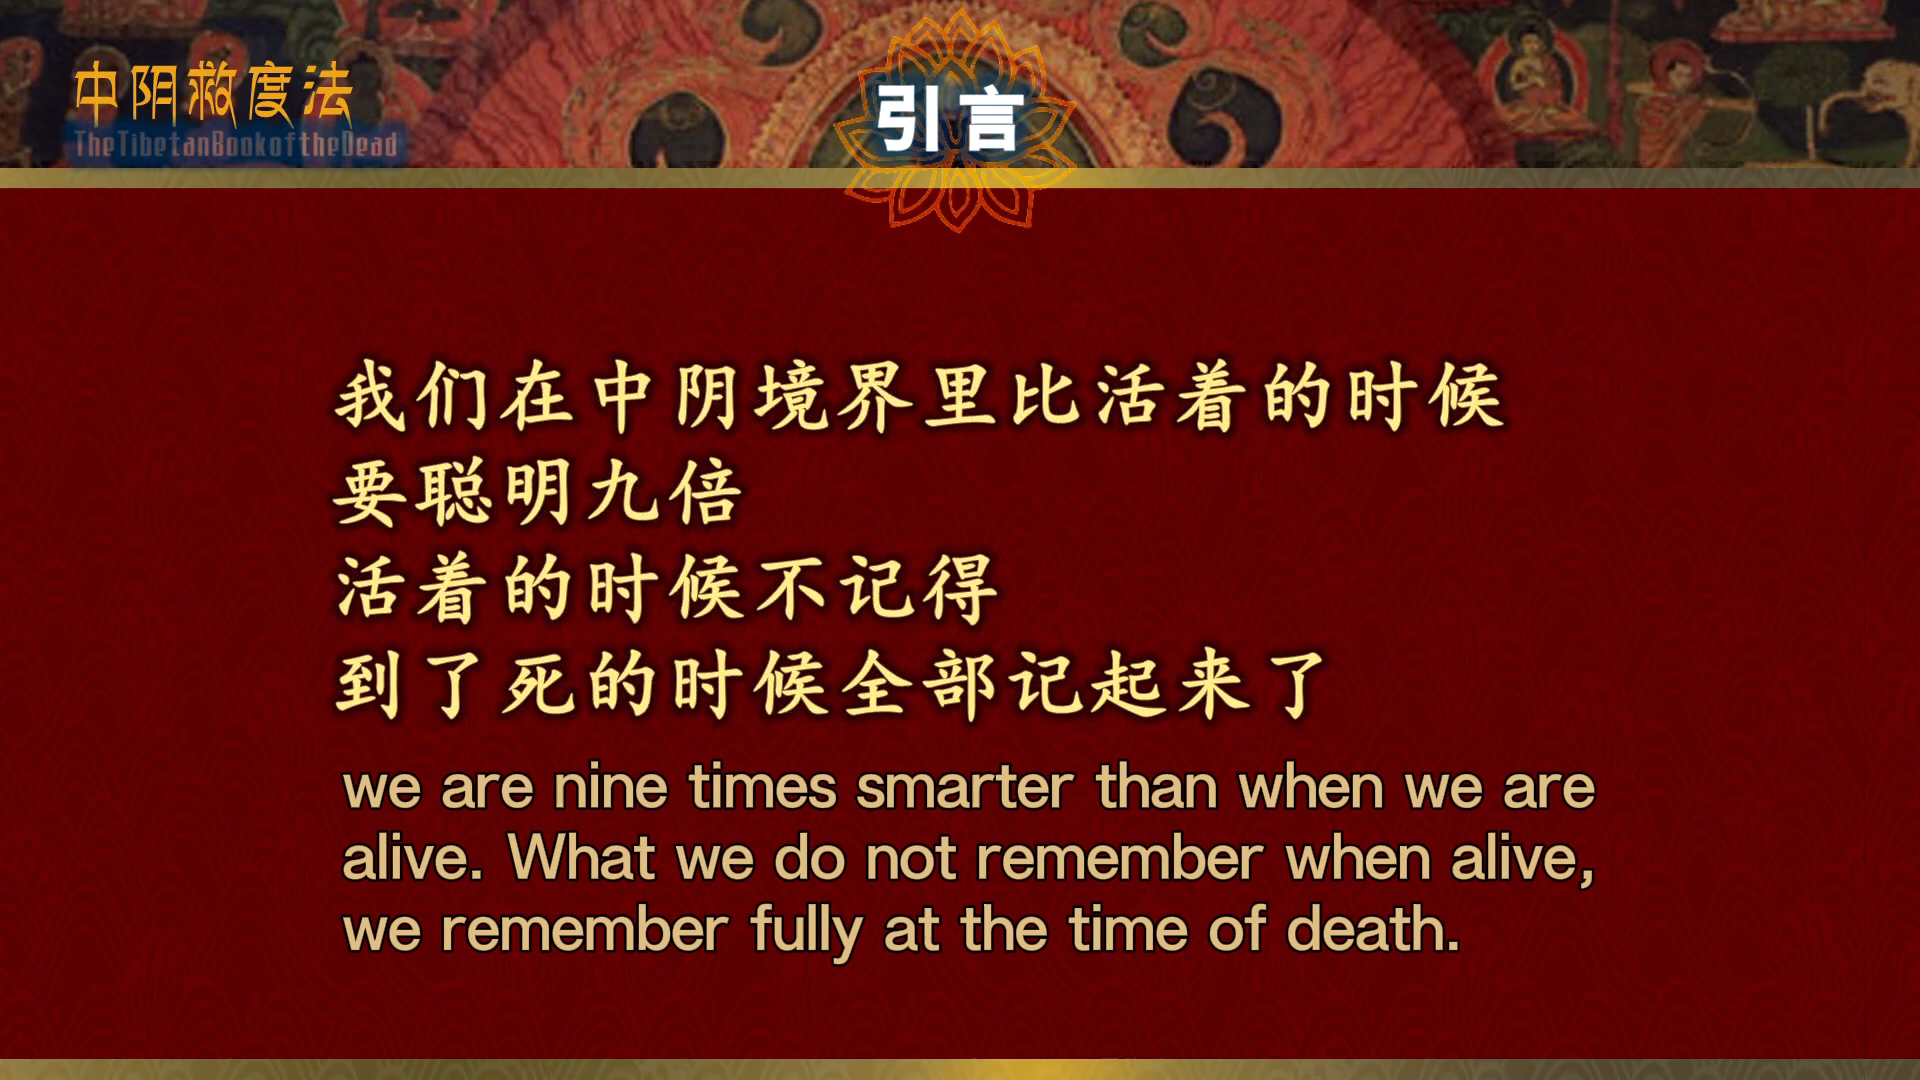 中阴救度法
TheTibetanBookoftheDead
引言
我们在中阴境界里比活着的时候
要聪明九倍
活着的时候不记得
到了死的时候全部记起来了
we are nine times smarter than when we are
alive. What we do not remember when alive,
we remember fully at the time of death.